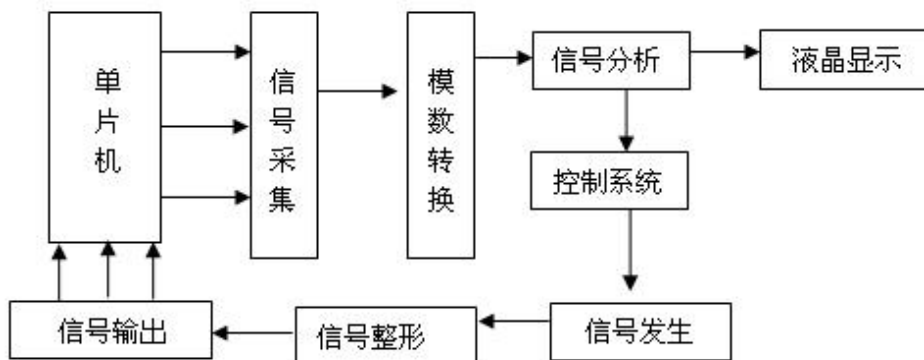 单片机
信号采集
模数转换
信号分析
液晶显示
控制系统
信号输出
信号整形
信号发生